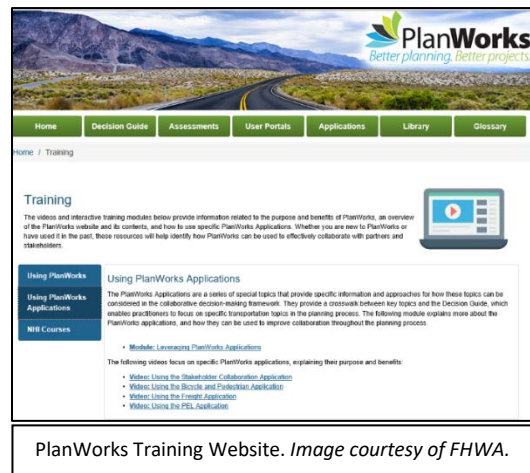 PlanWorks
Better planning. Better projects.
Home Decision Guide Assessments User Portals Applications Library Glossary
Home / Training
Training
The videos and interactive training modules below provide information related to the purpose and benefits of PlanWorks, an overview
of the PlanWorks website and its contents, and how to use specific PlanWorks Applications. Whether you are new to PlanWorks or
have used it in the past, these resources will help identify how PlanWorks can be used to effectively collaborate with partners and
stakeholders.
Using PlanWorks
Using PlanWorks
Applications
NHI Courses
Using PlanWorks Applications
The PlanWorks Applications are a series of special topics that provide specific information and approaches for how these topics can be
considered in the collaborative decision-making framework. They provide a crosswalk between key topics and the Decision Guide, which
enables practitioners to focus on specific transportation topics in the planning process. The following module explains more about the
PlanWorks applications, and how they can be used to improve collaboration throughout the planning process.
Module: Leveraging PlanWorks Applications
The following videos focus on specific PlanWorks applications, explaining their purpose and benefits:
Video: Using the Stakeholder Collaboration Application
Video: Using the Bicycle and Pedestrian Application
Video: Using the Freight Application
Video: Using the PEL Application
PlanWorks Training Website. Image courtesy of FHWA.